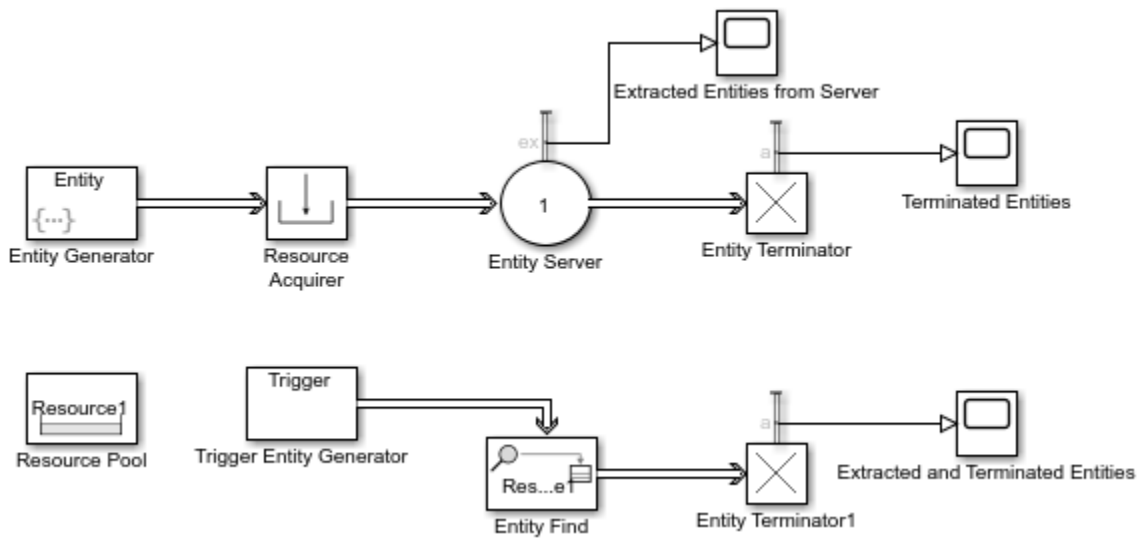 Extracted Entities from Server
ex
a
Terminated Entities
Entity
{...}
Entity Generator
Resource
Acquirer
1
Entity Server
Entity Terminator
Resource1
Resource Pool
Trigger
Trigger Entity Generator
Res...e1
Entity Find
a
Entity Terminator1
Extracted and Terminated Entities